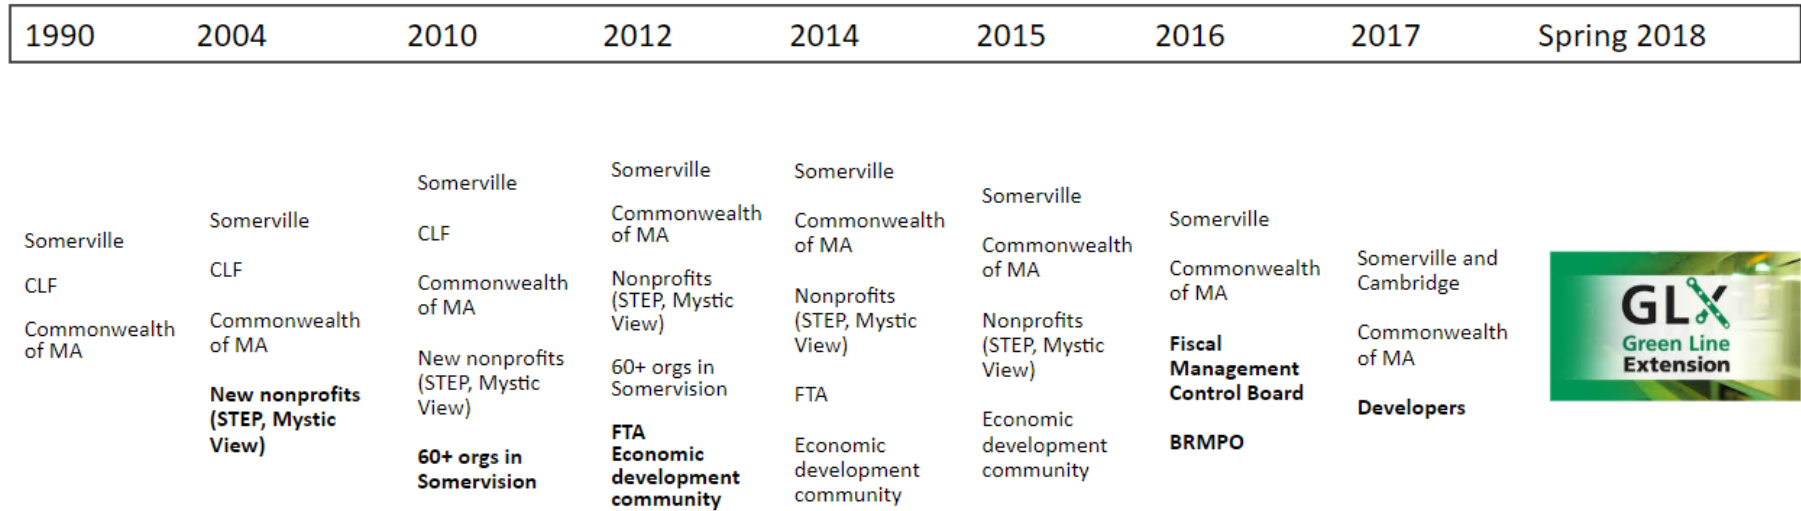 1990 2004 2010 2012 2014 2015 2016 2017 Spring 2018
Somerville
CLF
Commonwealth
of MA
Somerville
CLF
Commonwealth
of MA
New nonprofits
(STEP, Mystic
View)
Somerville
CLF
Commonwealth
of MA
New nonprofits
(STEP, Mystic
View)
60+ orgs in
Somervision
Somerville
Commonwealth
of MA
Nonprofits
(STEP, Mystic
View)
60+ orgs in
Somervision
FTA
Economic
development
community
Somerville
Commonwealth
of MA
Nonprofits
(STEP, Mystic
View)
FTA
Economic
development
community
Somerville
Commonwealth
of MA
Nonprofits
(STEP, Mystic
View)
Economic
development
community
Somerville
Commonwealth
of MA
Fiscal
Management
Control Board
BRMPO
Somerville and
Cambridge
Commonwealth
of MA
Developers
GLX
Green Line
Extension